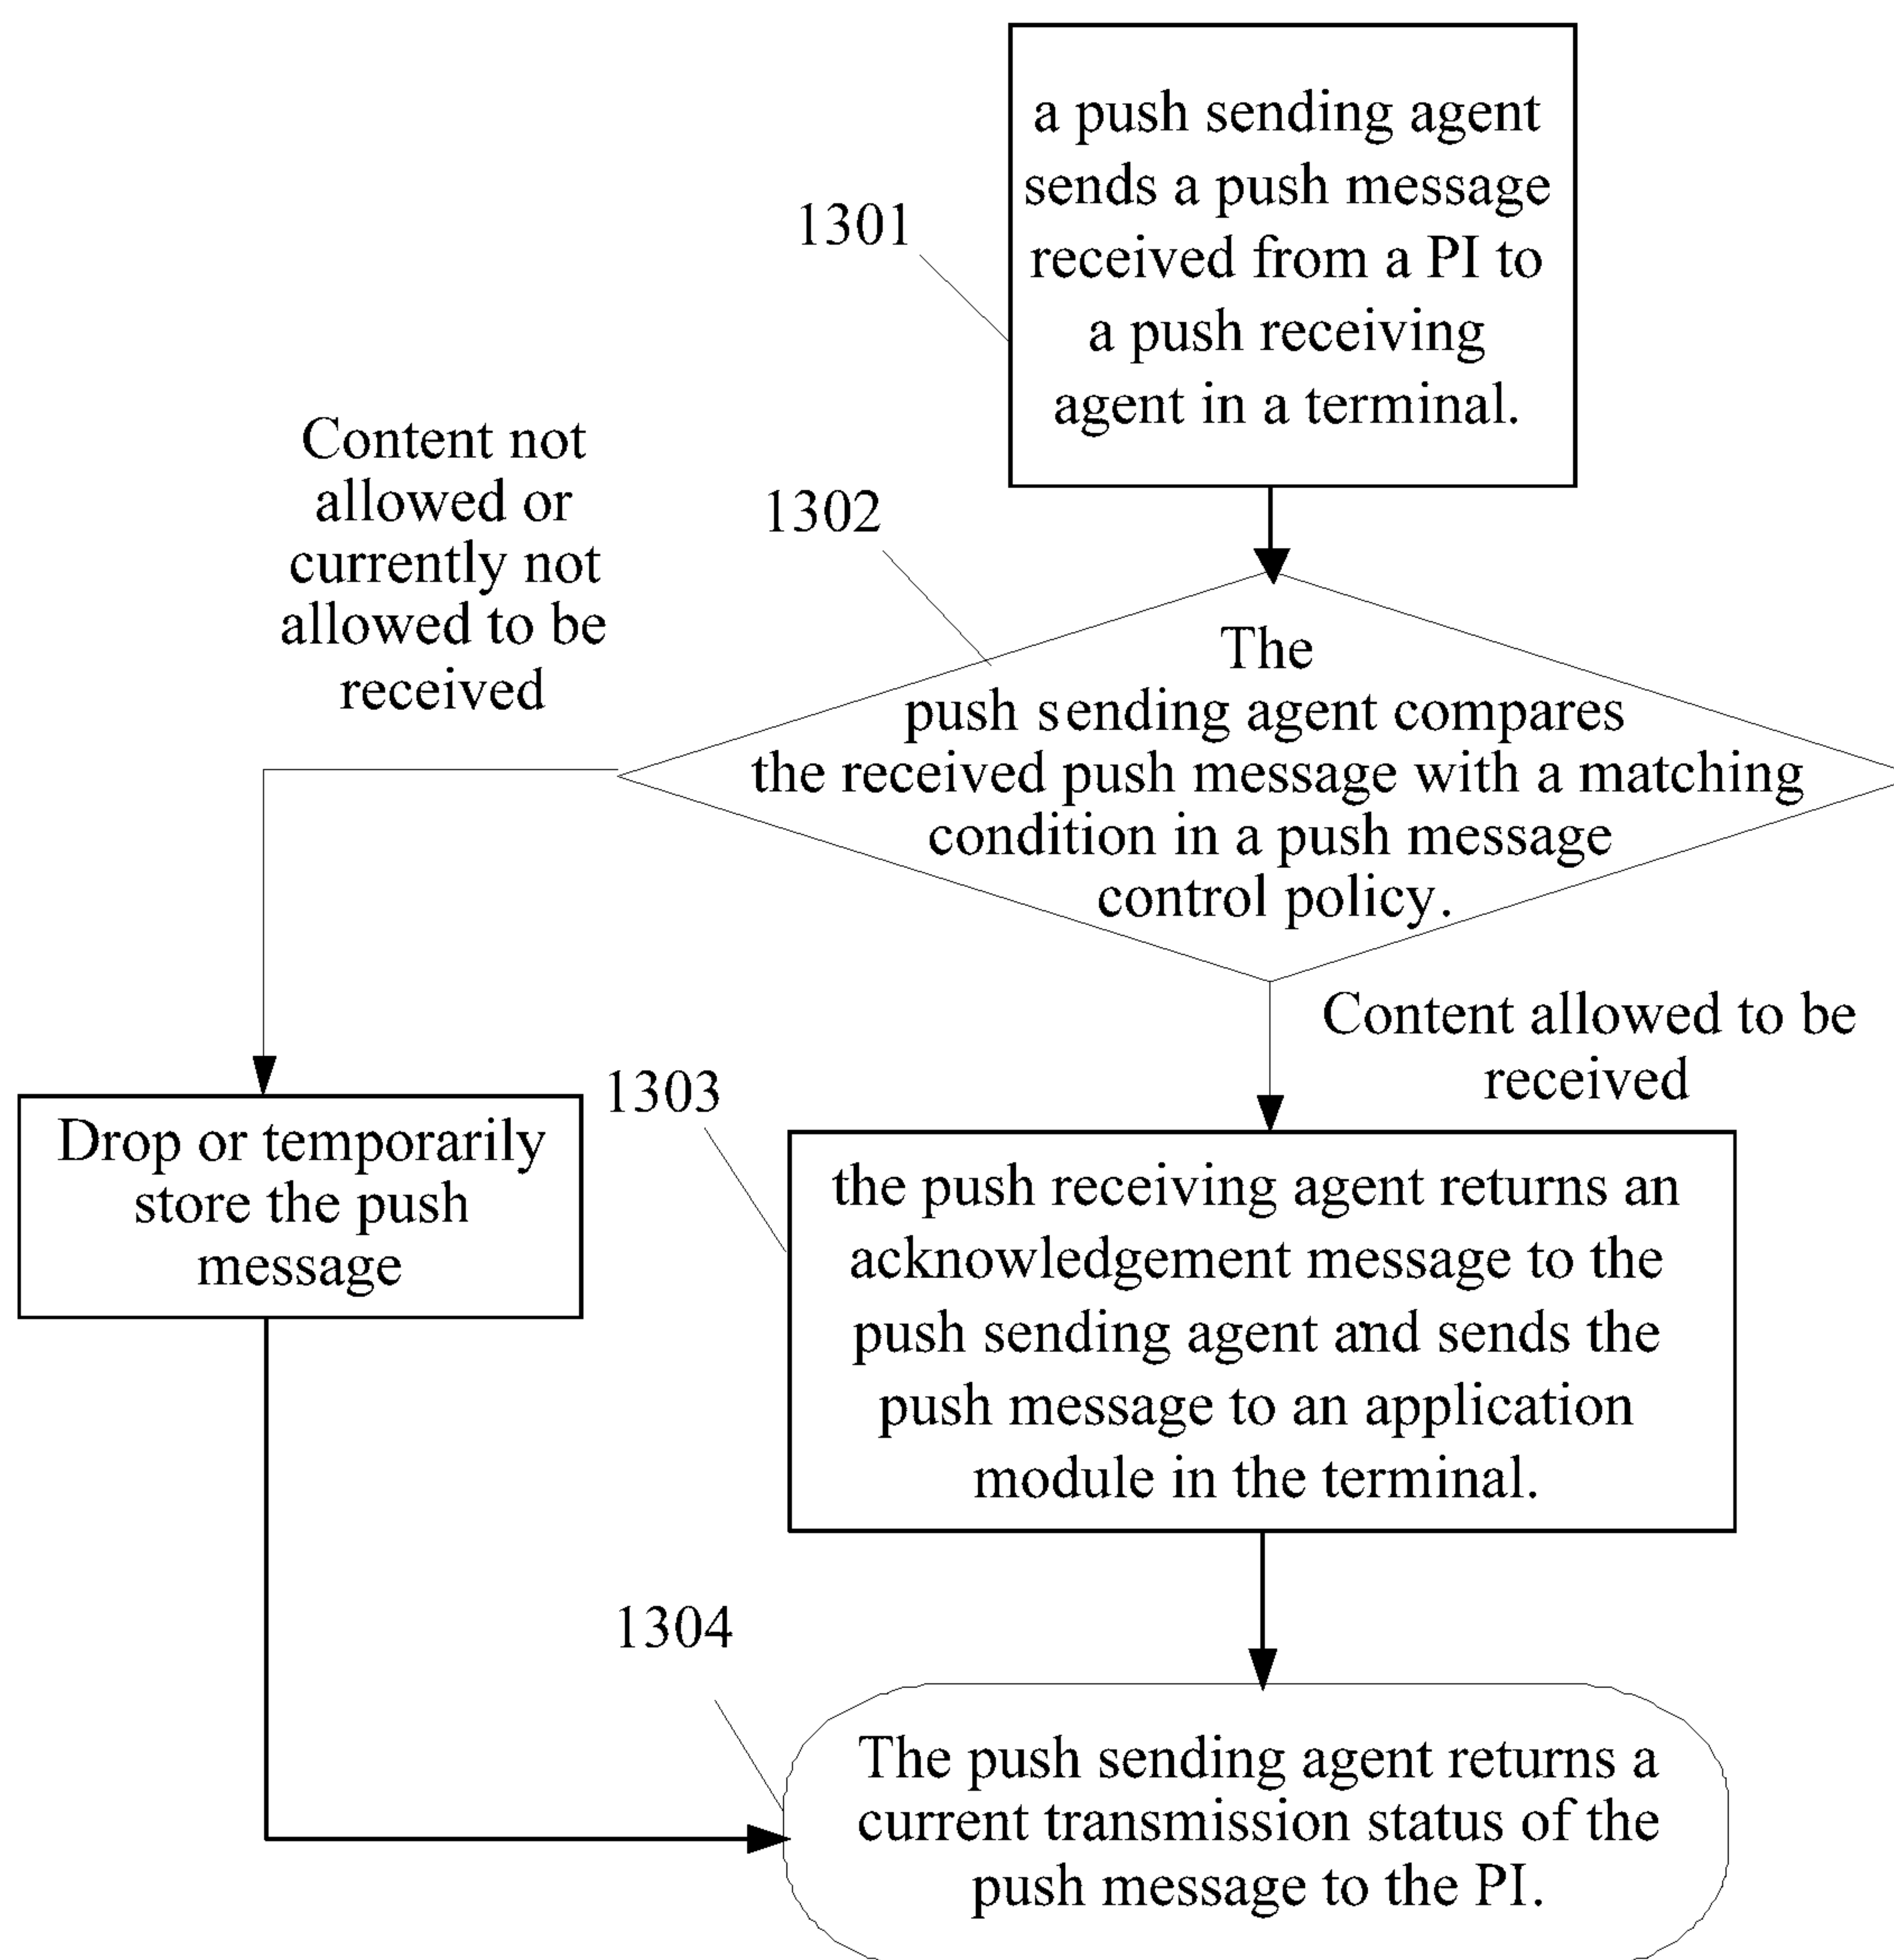 a push sending agent
sends a push message
received from a PI to
a push receiving
agent in a terminal.
1301
Content not
allowed or
currently not
allowed to be
received
1302
The
push sending agent compares
the received push message with a matching
condition in a push message
control policy.
Content allowed to be
received
Drop or temporarily
store the push
message
1303
the push receiving agent returns an
acknowledgement message to the
push sending agent and sends the
push message to an application
module in the terminal.
1304
The push sending agent returns a
current transmission status of the
push message to the PI.